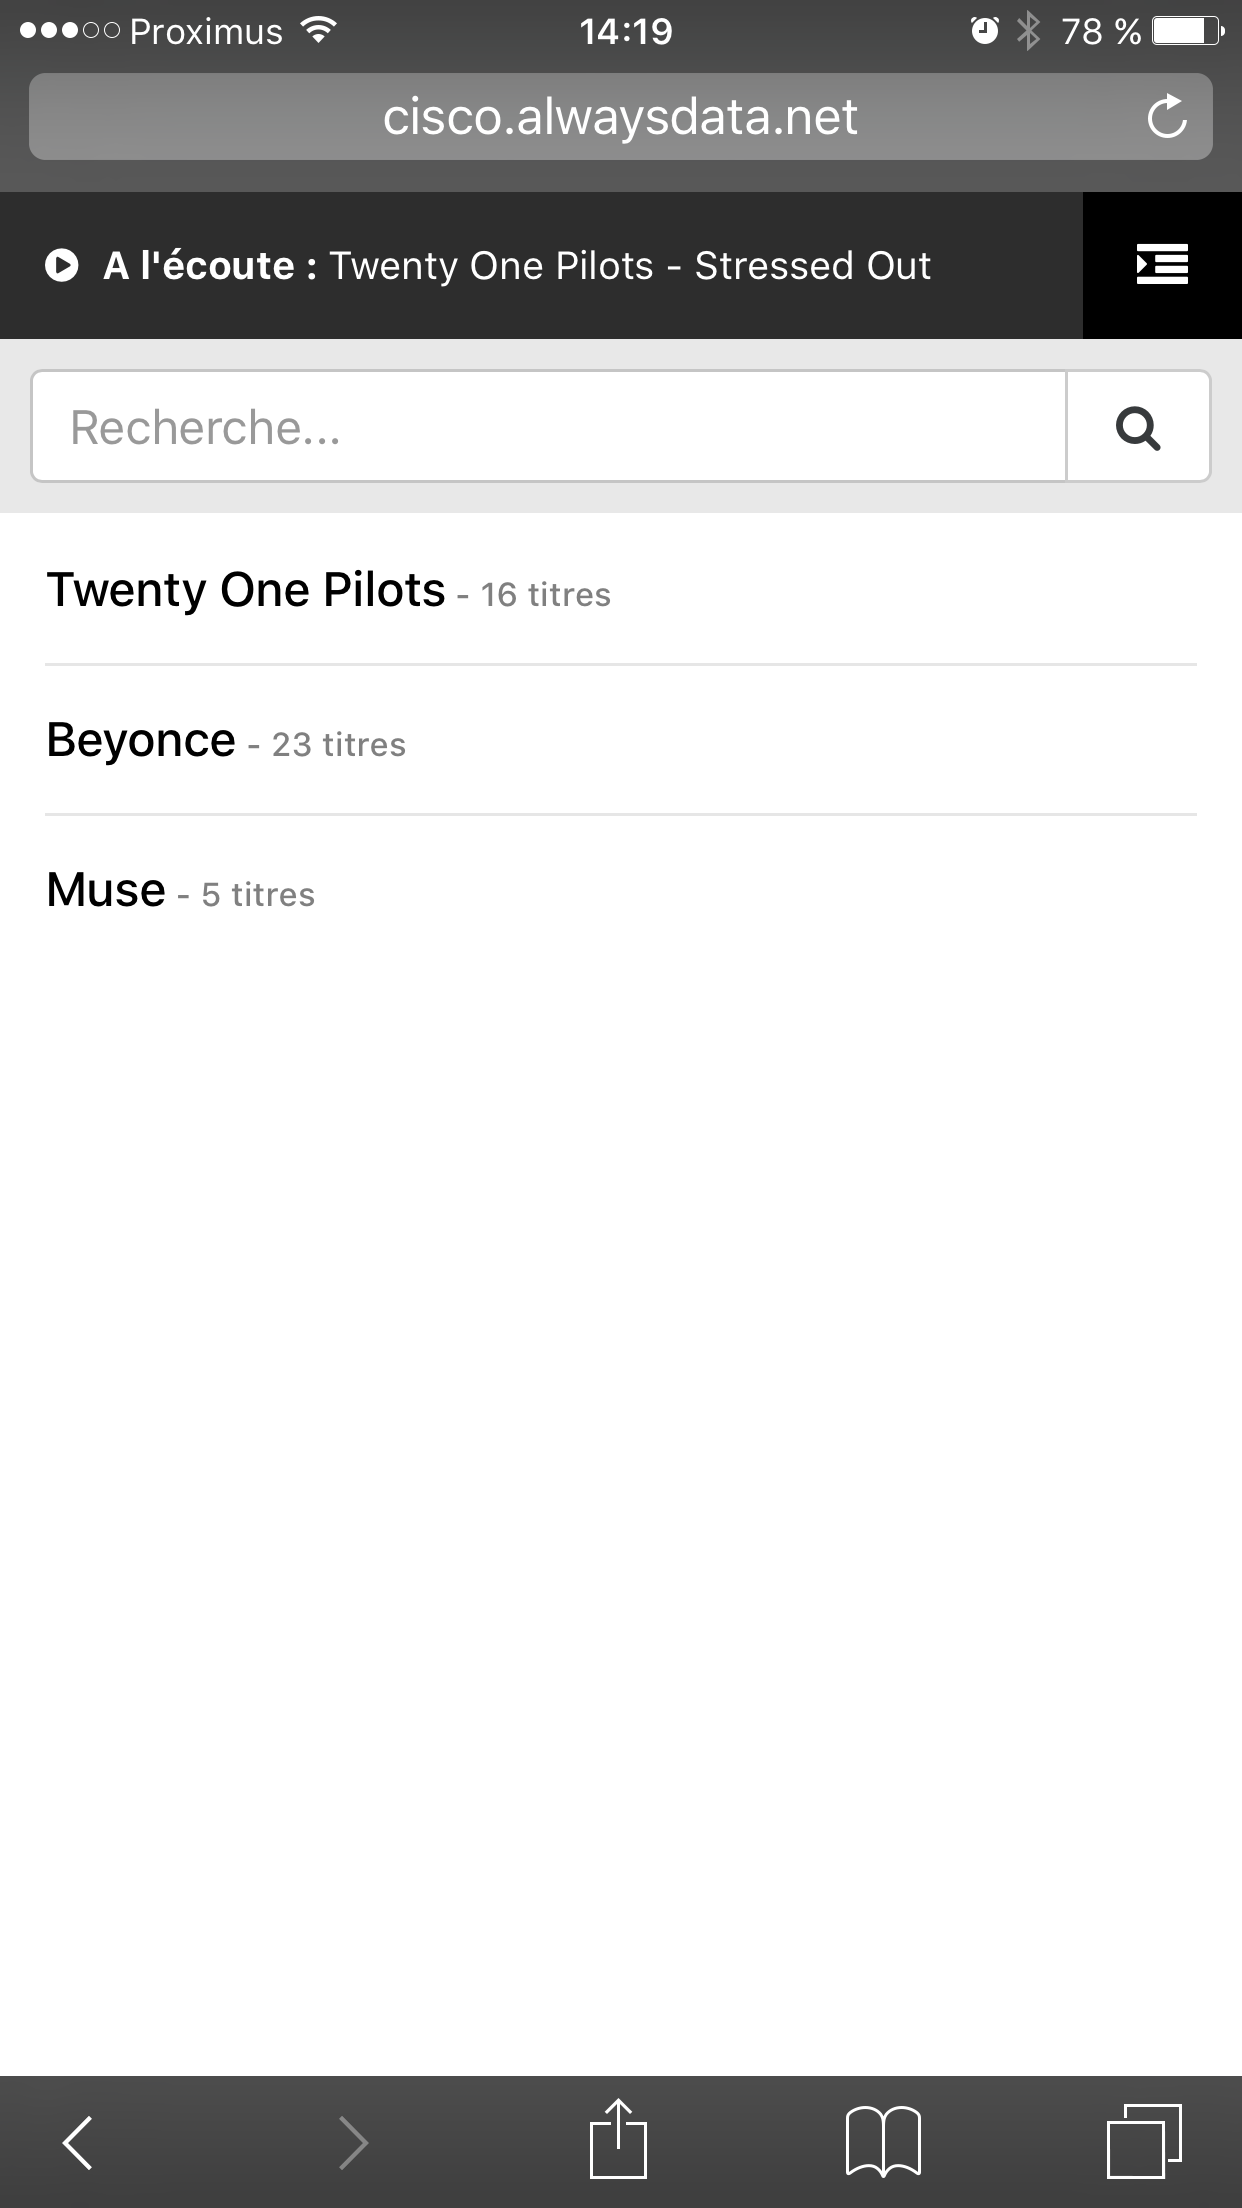 Proximus 14:19 78 %
cisco.alwaysdata.net
A l'écoute : Twenty One Pilots - Stressed Out
Recherche...
Twenty One Pilots - 16 titres
Beyonce - 23 titres
Muse - 5 titres